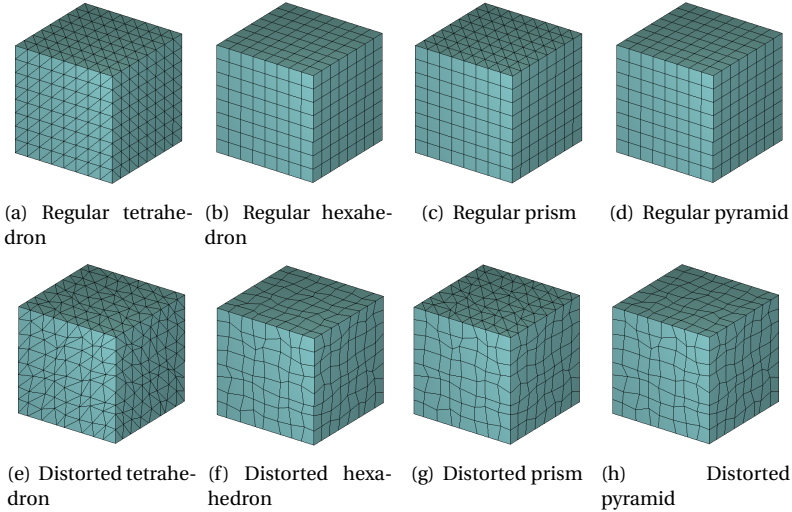 (a) Regular tetrahe-
dron
(b) Regular hexahe-
dron
(c) Regular prism
(d) Regular pyramid
(e) Distorted tetrahe-
dron
(f) Distorted hexa-
hedron
(g) Distorted prism
(h) Distorted
pyramid